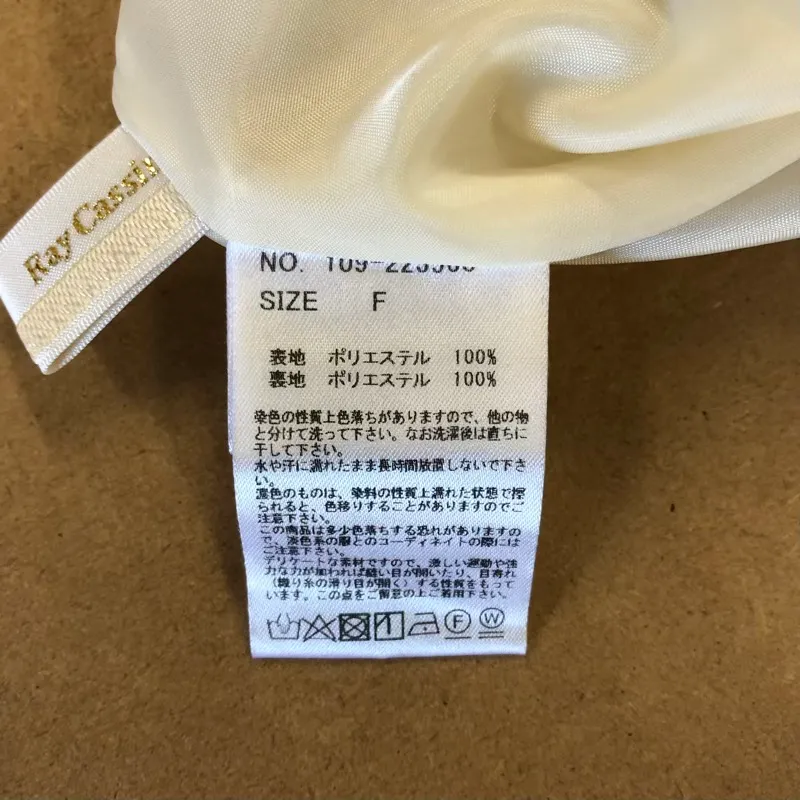 Ray Cassi
NO. 109-22
SIZE F
表地 ポリエステル 100%
裏地 ポリエステル 100%
染色の性質上色落ちがありますので、他の物
と分けて洗って下さい。なお洗濯後は直ちに
干して下さい。
水や汗に濡れたまま長時間放置しないで下さ
い。
濃色のものは、染料の性質上濡れた状態で擦
られると、色移りすることがありますのでご
注意下さい。
この商品は多少色落ちする恐れがありますの
で、淡色系の服とのコーディネイトの際には
ご注意下さい。
デリケートな素材ですので、激しい運動や強
い力が加われば縫い目が開いたり、目寄れ
（織り糸の滑り目が開く）する性質をもって
います。この点をご留意の上ご着用下さい。
F W